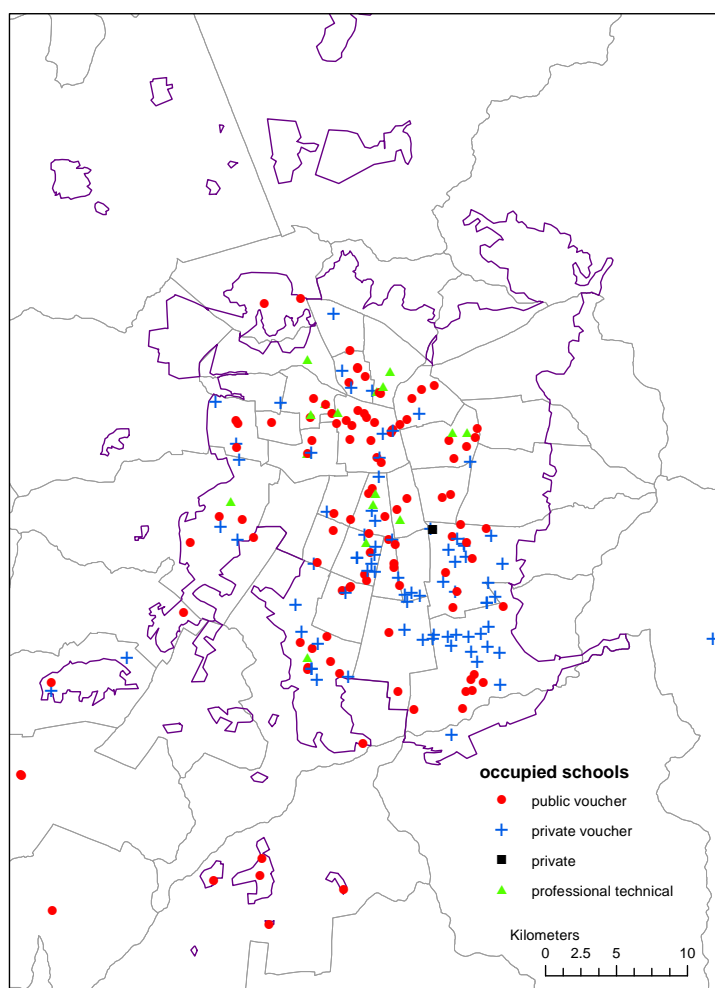 occupied schools
public voucher
private voucher
private
professional technical
Kilometers
0 2.5 5 10